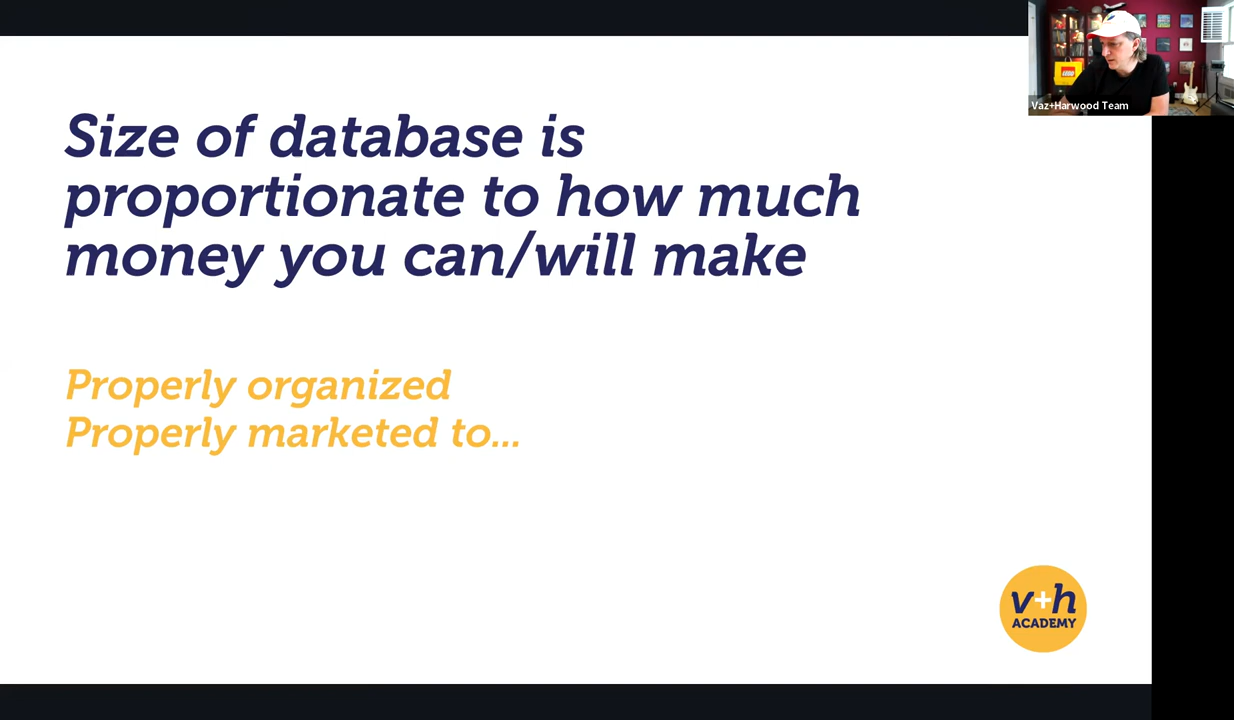 Size of database is
proportionate to how much
money you can/will make
Properly organized
Properly marketed to...
v+h
ACADEMY
LEGO
Vaz+Harwood Team